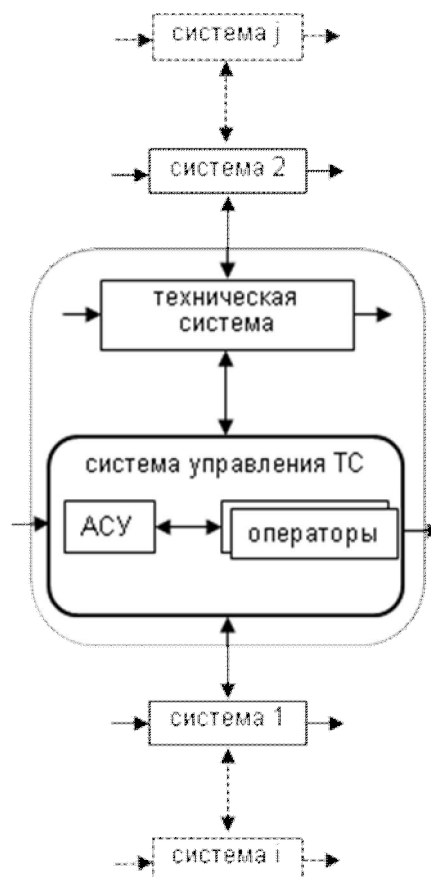 система j
система 2
техническая
система
система управления ТС
АСУ
операторы
система 1
система i